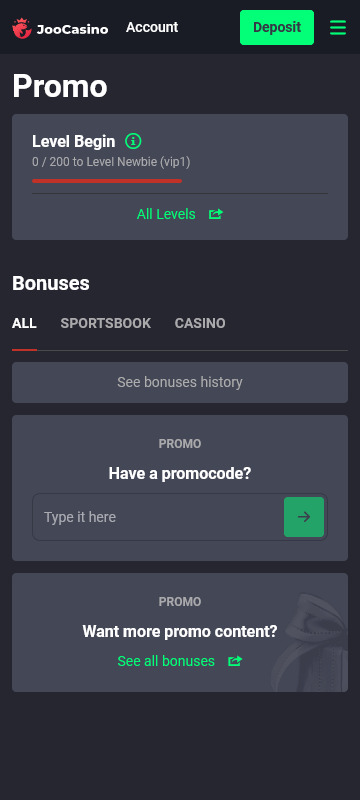 JooCasino
Account
Deposit
Promo
Level Begin
0 / 200 to Level Newbie (vip1)
All Levels
Bonuses
ALL SPORTSBOOK CASINO
See bonuses history
PROMO
Have a promocode?
Type it here
PROMO
Want more promo content?
See all bonuses